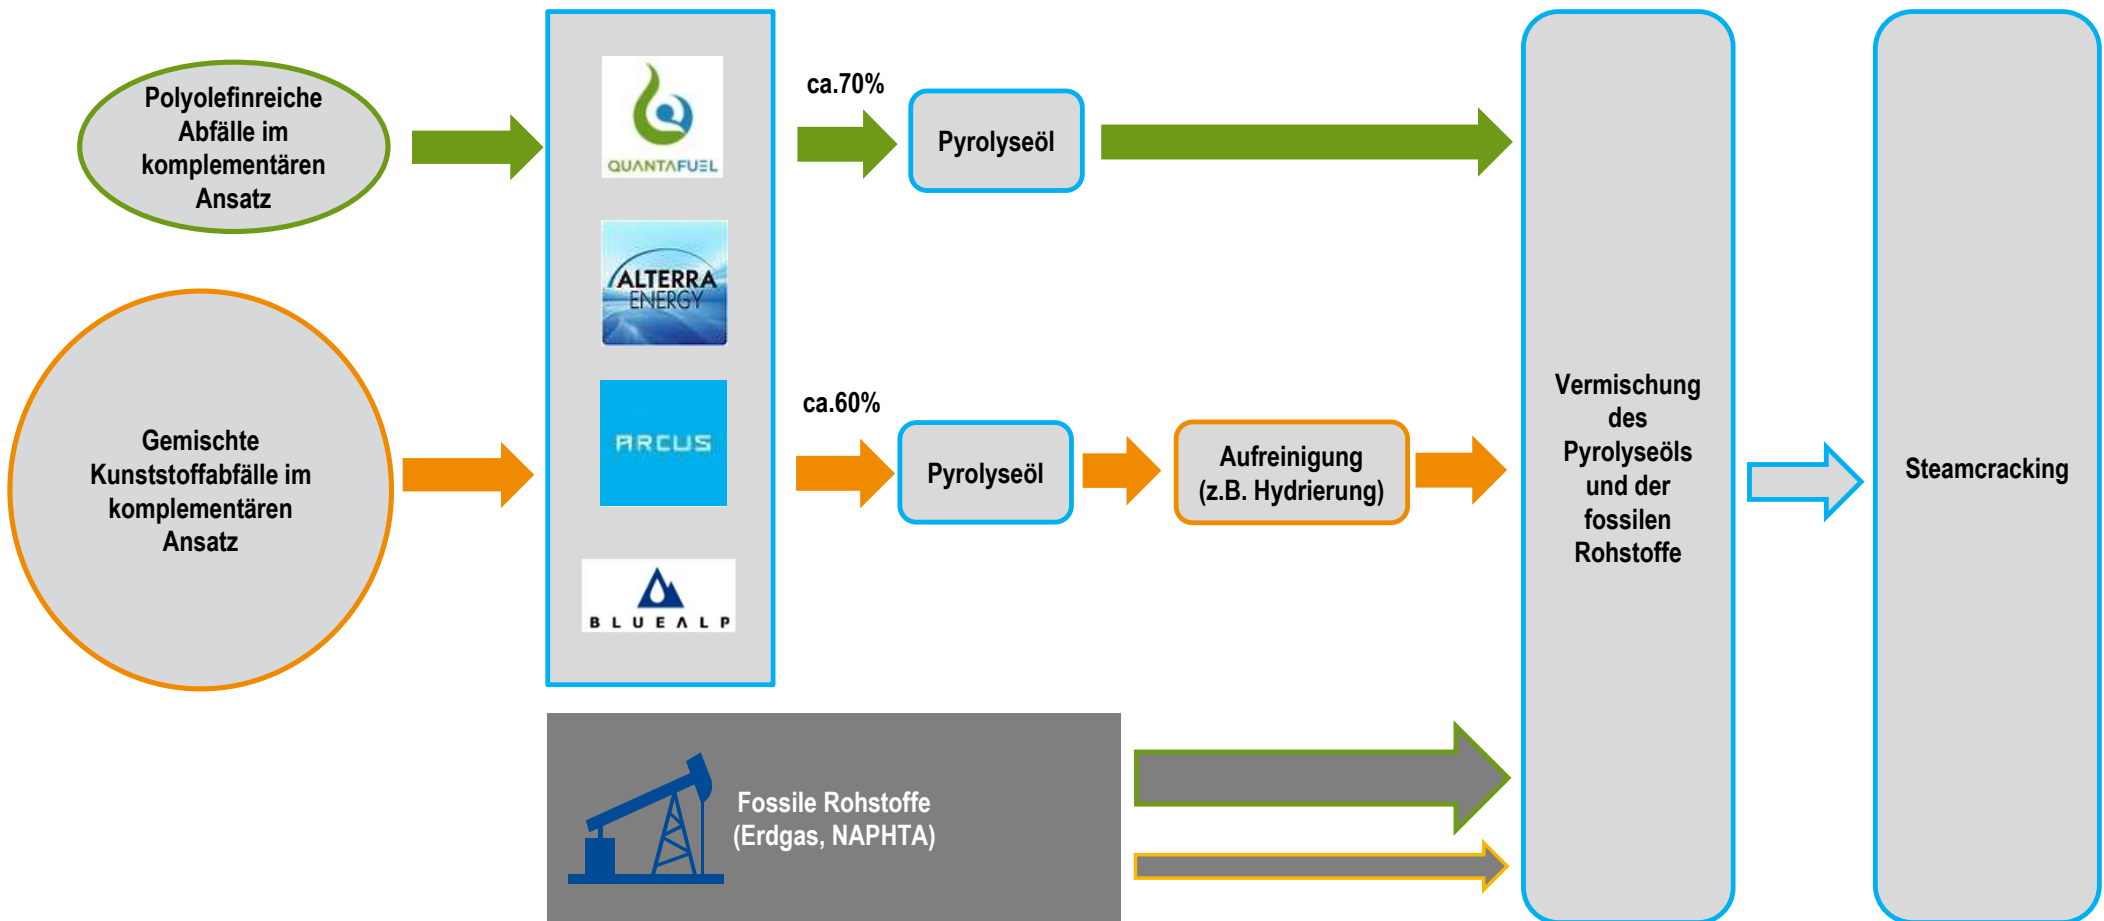 Polyolefinreiche
Abfälle im
komplementären
Ansatz
QUANTAFUEL
ca.70%
Pyrolyseöl
ALTERRA
ENERGY
Gemischte
Kunststoffabfälle im
komplementären
Ansatz
ARCUS
ca.60%
Pyrolyseöl
Aufreinigung
(z.B. Hydrierung)
BLUEALP
Vermischung
des
Pyrolyseöls
und der
fossilen
Rohstoffe
Steamcracking
Fossile Rohstoffe
(Erdgas, NAPHTA)